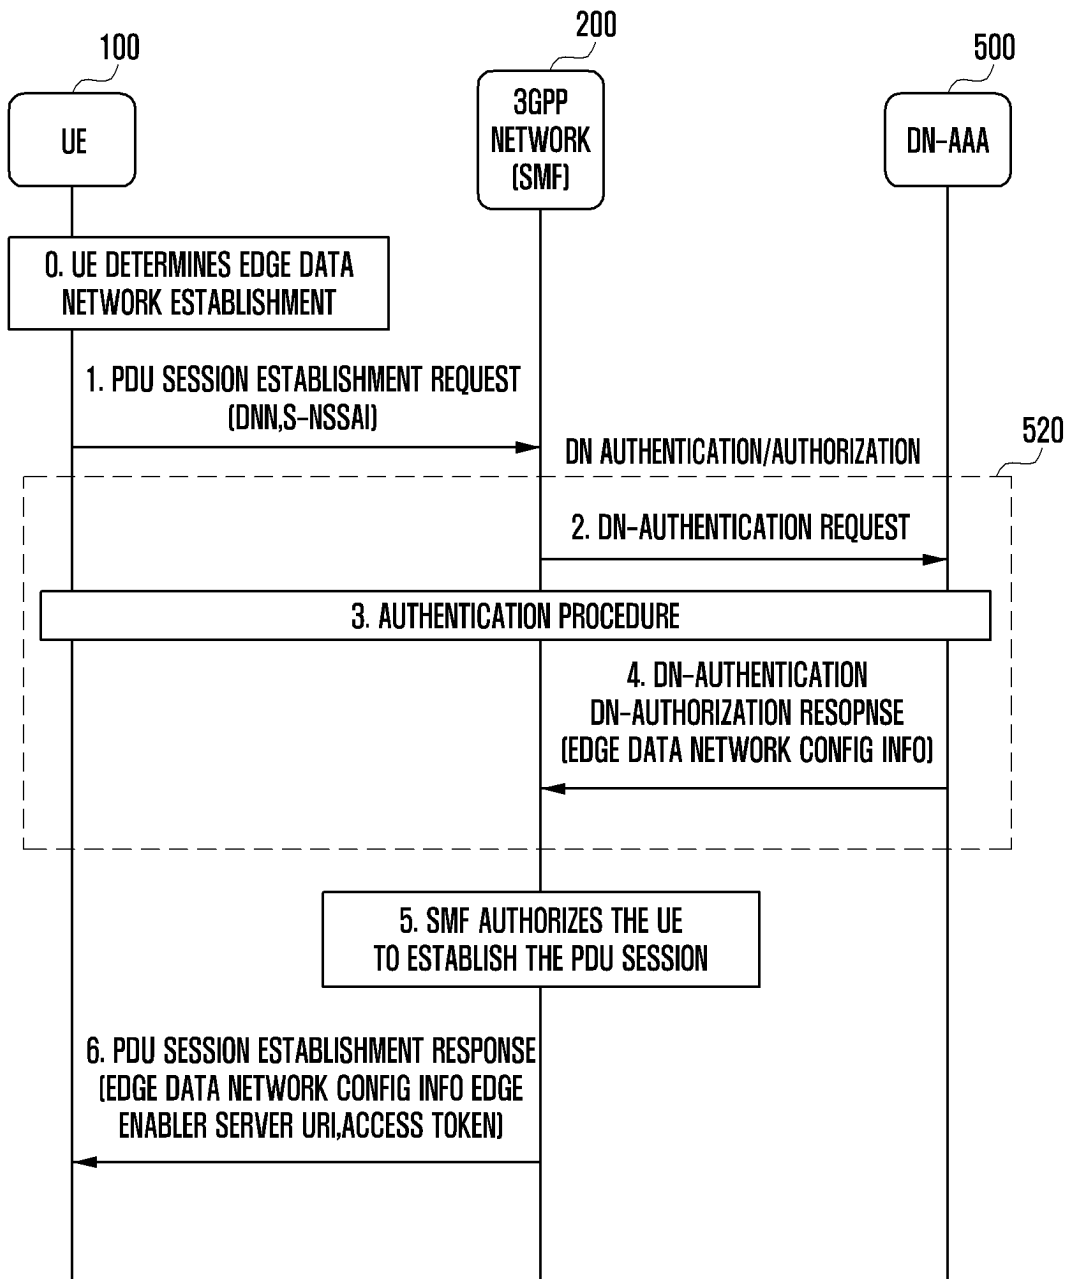 100
200
500
UE
3GPP
NETWORK
(SMF)
DN-AAA
0. UE DETERMINES EDGE DATA
NETWORK ESTABLISHMENT
1. PDU SESSION ESTABLISHMENT REQUEST
(DNN,S-NSSAI)
520
DN AUTHENTICATION/AUTHORIZATION
2. DN-AUTHENTICATION REQUEST
3. AUTHENTICATION PROCEDURE
4. DN-AUTHENTICATION
DN-AUTHORIZATION RESOPNSE
(EDGE DATA NETWORK CONFIG INFO)
5. SMF AUTHORIZES THE UE
TO ESTABLISH THE PDU SESSION
6. PDU SESSION ESTABLISHMENT RESPONSE
(EDGE DATA NETWORK CONFIG INFO EDGE
ENABLER SERVER URI,ACCESS TOKEN)